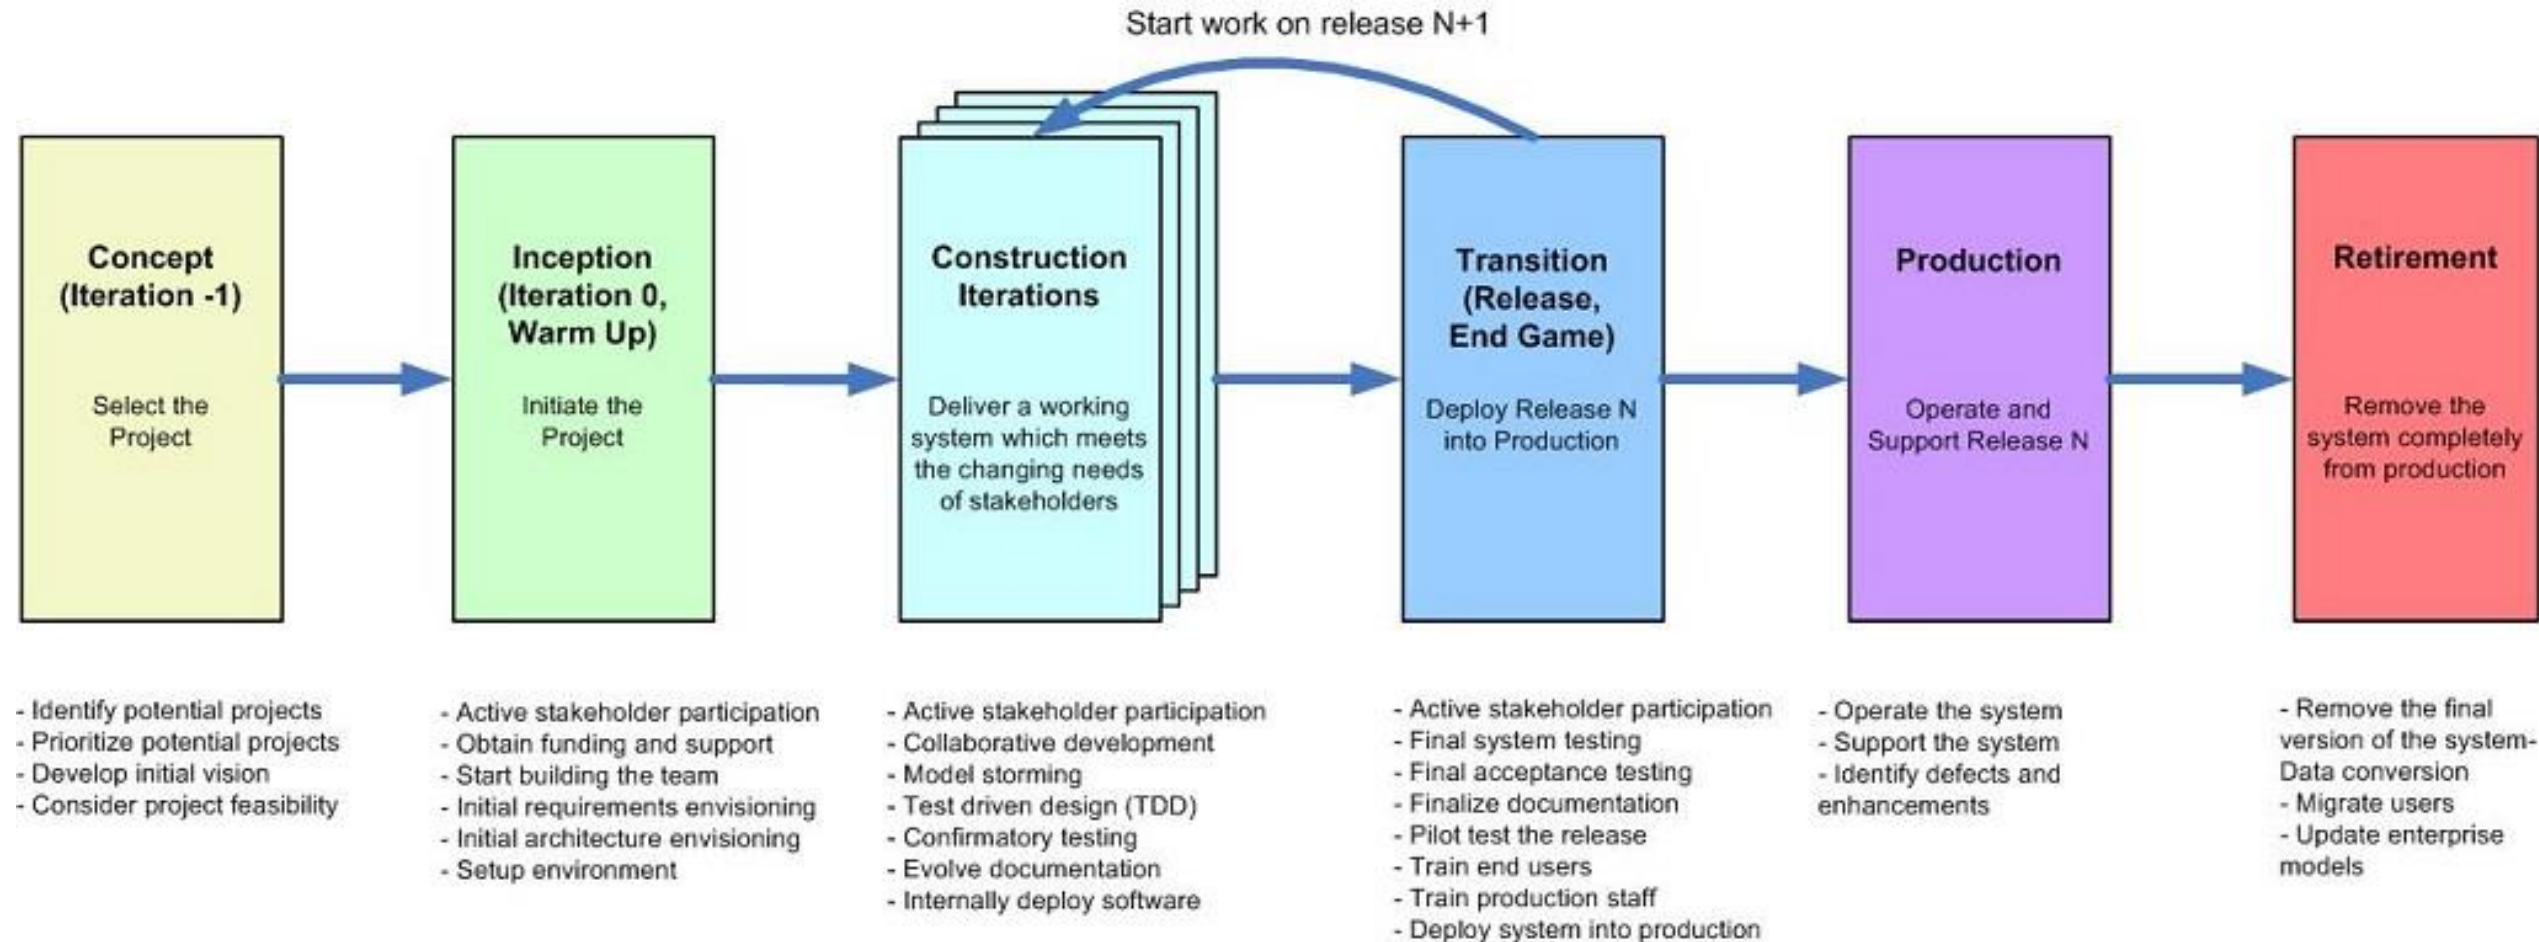 Start work on release N+1
Concept
(Iteration -1)
Select the
Project
Inception
(Iteration 0,
Warm Up)
Initiate the
Project
Construction
Iterations
Deliver a working
system which meets
the changing needs
of stakeholders
Transition
(Release,
End Game)
Deploy Release N
into Production
Production
Operate and
Support Release N
Retirement
Remove the
system completely
from production
- Identify potential projects
- Prioritize potential projects
- Develop initial vision
- Consider project feasibility
- Active stakeholder participation
- Obtain funding and support
- Start building the team
- Initial requirements envisioning
- Initial architecture envisioning
- Setup environment
- Active stakeholder participation
- Collaborative development
- Model storming
- Test driven design (TDD)
- Confirmatory testing
- Evolve documentation
- Internally deploy software
- Active stakeholder participation
- Final system testing
- Final acceptance testing
- Finalize documentation
- Pilot test the release
- Train end users
- Train production staff
- Deploy system into production
- Operate the system
- Support the system
- Identify defects and
enhancements
- Remove the final
version of the system-
Data conversion
- Migrate users
- Update enterprise
models